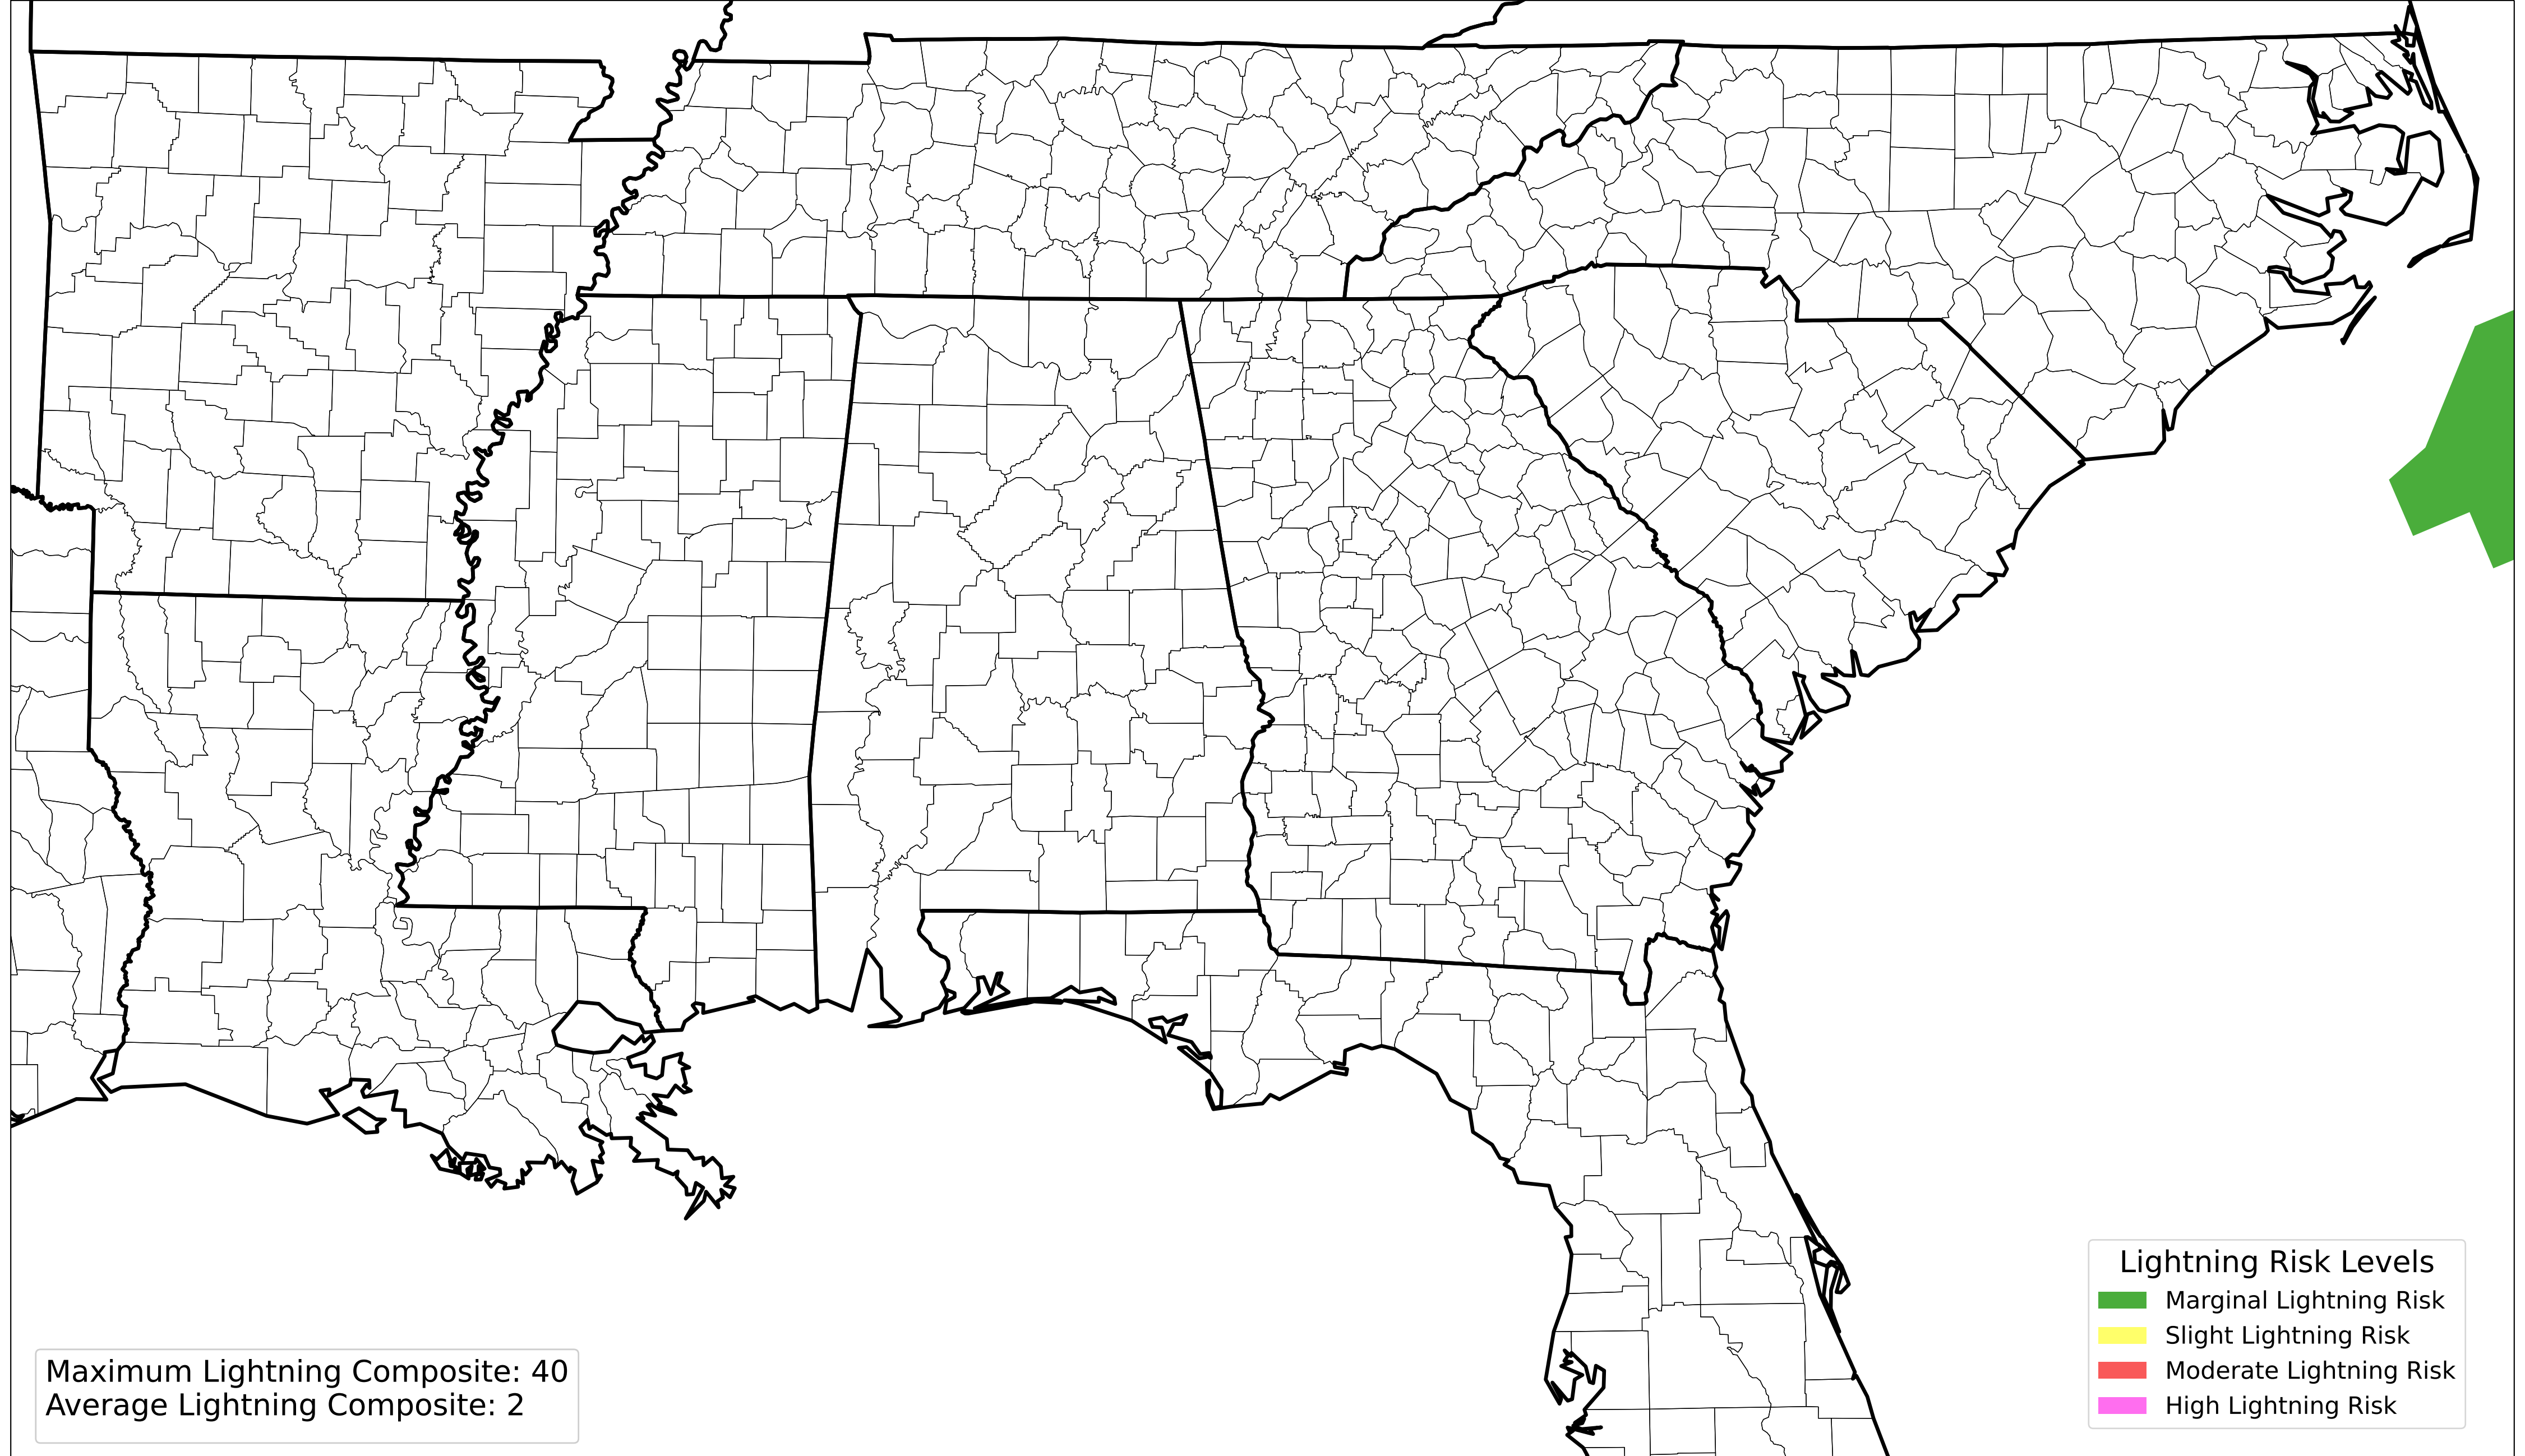 Lightning Risk Levels
Marginal Lightning Risk
Slight Lightning Risk
Moderate Lightning Risk
High Lightning Risk
Maximum Lightning Composite: 40
Average Lightning Composite: 2